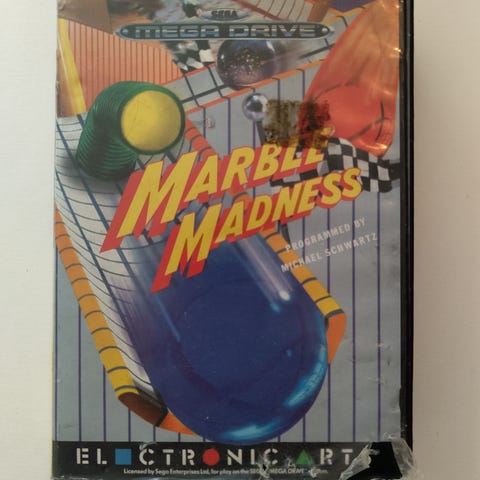 SEGA
MEGA DRIVE
MARBLE
MADNESS
PROGRAMMED BY
MICHAEL SCHWARTZ
ELECTRONIC ARTS
Licensed by Sega Enterprises Ltd. for play on the SEGA MEGA DRIVE System.